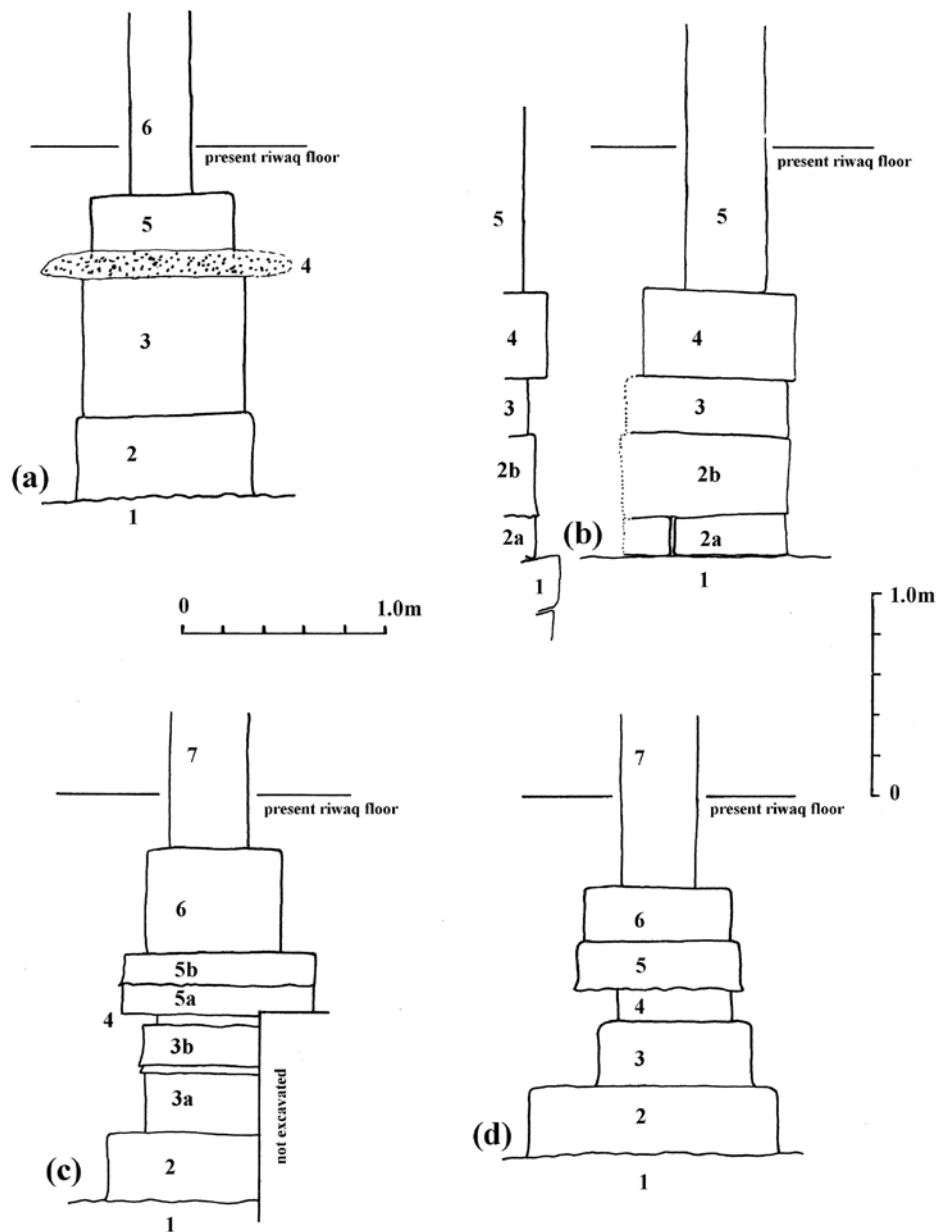 6
present riwaq floor
5
4
3
2
(a)
1
5
present riwaq floor
5
4
4
3
3
2b
2b
2a
(b)
2a
1
1
0 1.0m
1.0m
0
7
present riwaq floor
6
5b
5a
4
3b
3a
not excavated
2
(c)
1
7
present riwaq floor
6
5
4
3
2
(d)
1